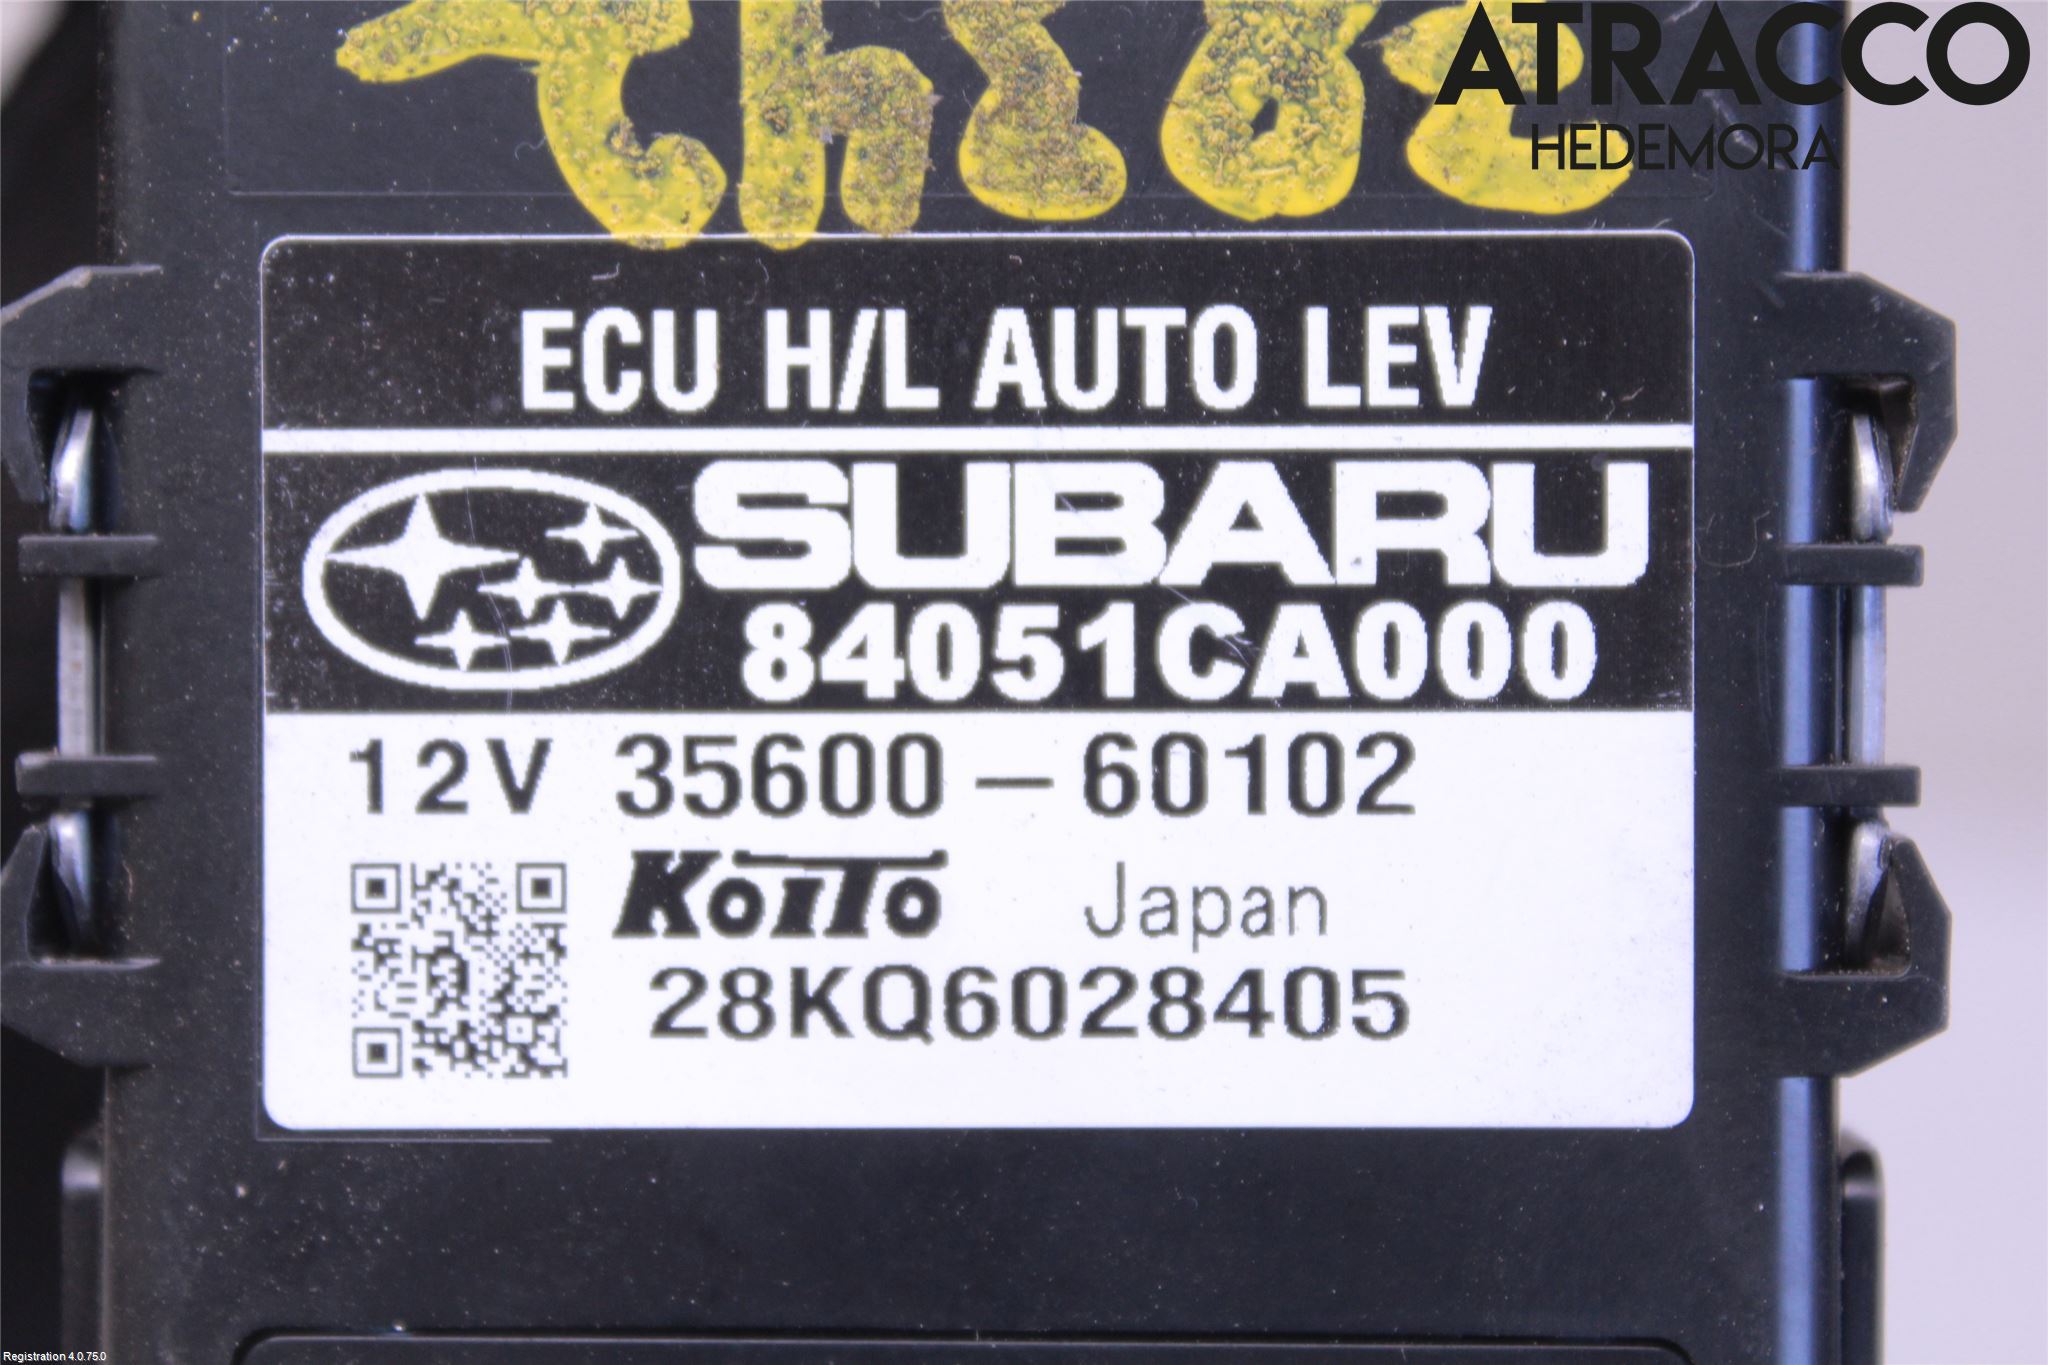 ATRACCO
HEDEMORA
ECU H/L AUTO LEV
SUBARU
84051CA000
12V 35600-60102
KOITO Japan
28KQ6028405
Registration 4.0.75.0